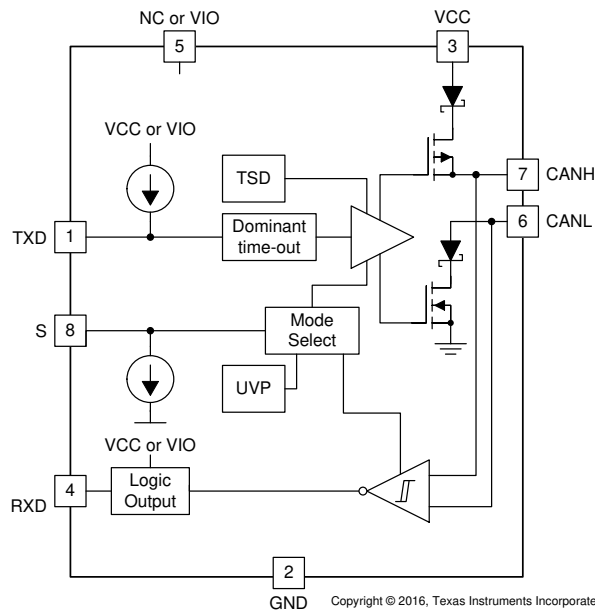 NC or VIO
VCC
5
3
VCC or VIO
TSD
7
CANH
6
CANL
TXD
1
Dominant
time-out
S
8
Mode
Select
UVP
VCC or VIO
RXD
4
Logic
Output
2
GND
Copyright © 2016, Texas Instruments Incorporate